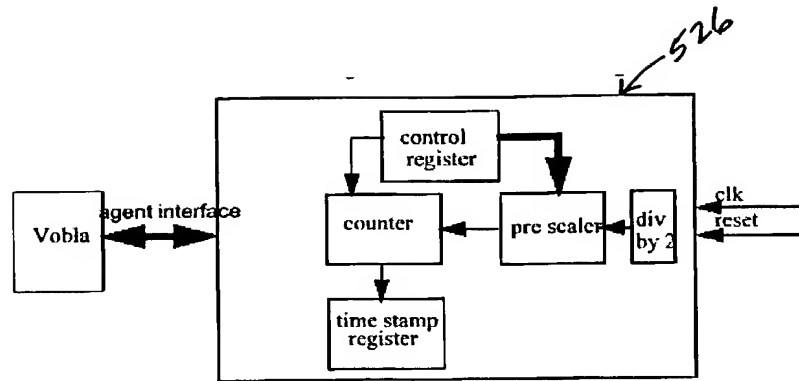 526
control
register
clk
reset
agent interface
Vobla
counter
pre scaler
div
by 2
time stamp
register